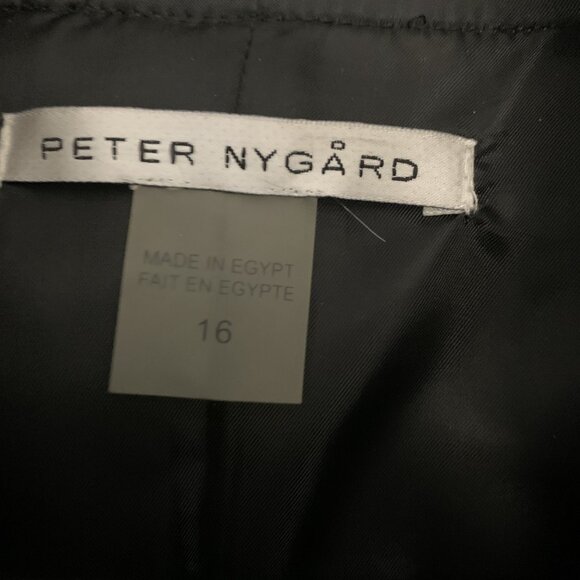 PETER NYGÅRD
MADE IN EGYPT
FAIT EN EGYPTE
16